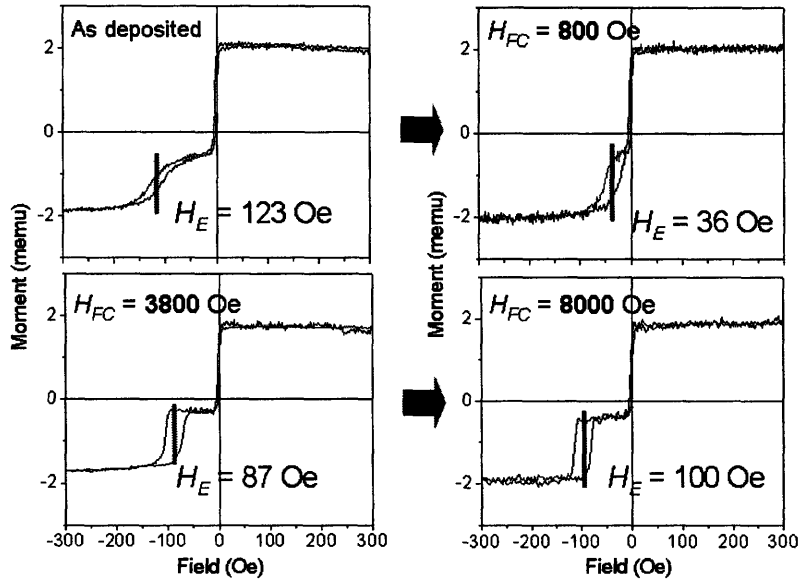 As deposited
2
0
-2
H_E = 123 Oe
Moment (memu)
H_FC = 800 Oe
2
0
-2
H_E = 36 Oe
Moment (memu)
H_FC = 3800 Oe
2
0
-2
H_E = 87 Oe
-300 -200 -100 0 100 200 300
Field (Oe)
H_FC = 8000 Oe
2
0
-2
H_E = 100 Oe
-300 -200 -100 0 100 200 300
Field (Oe)